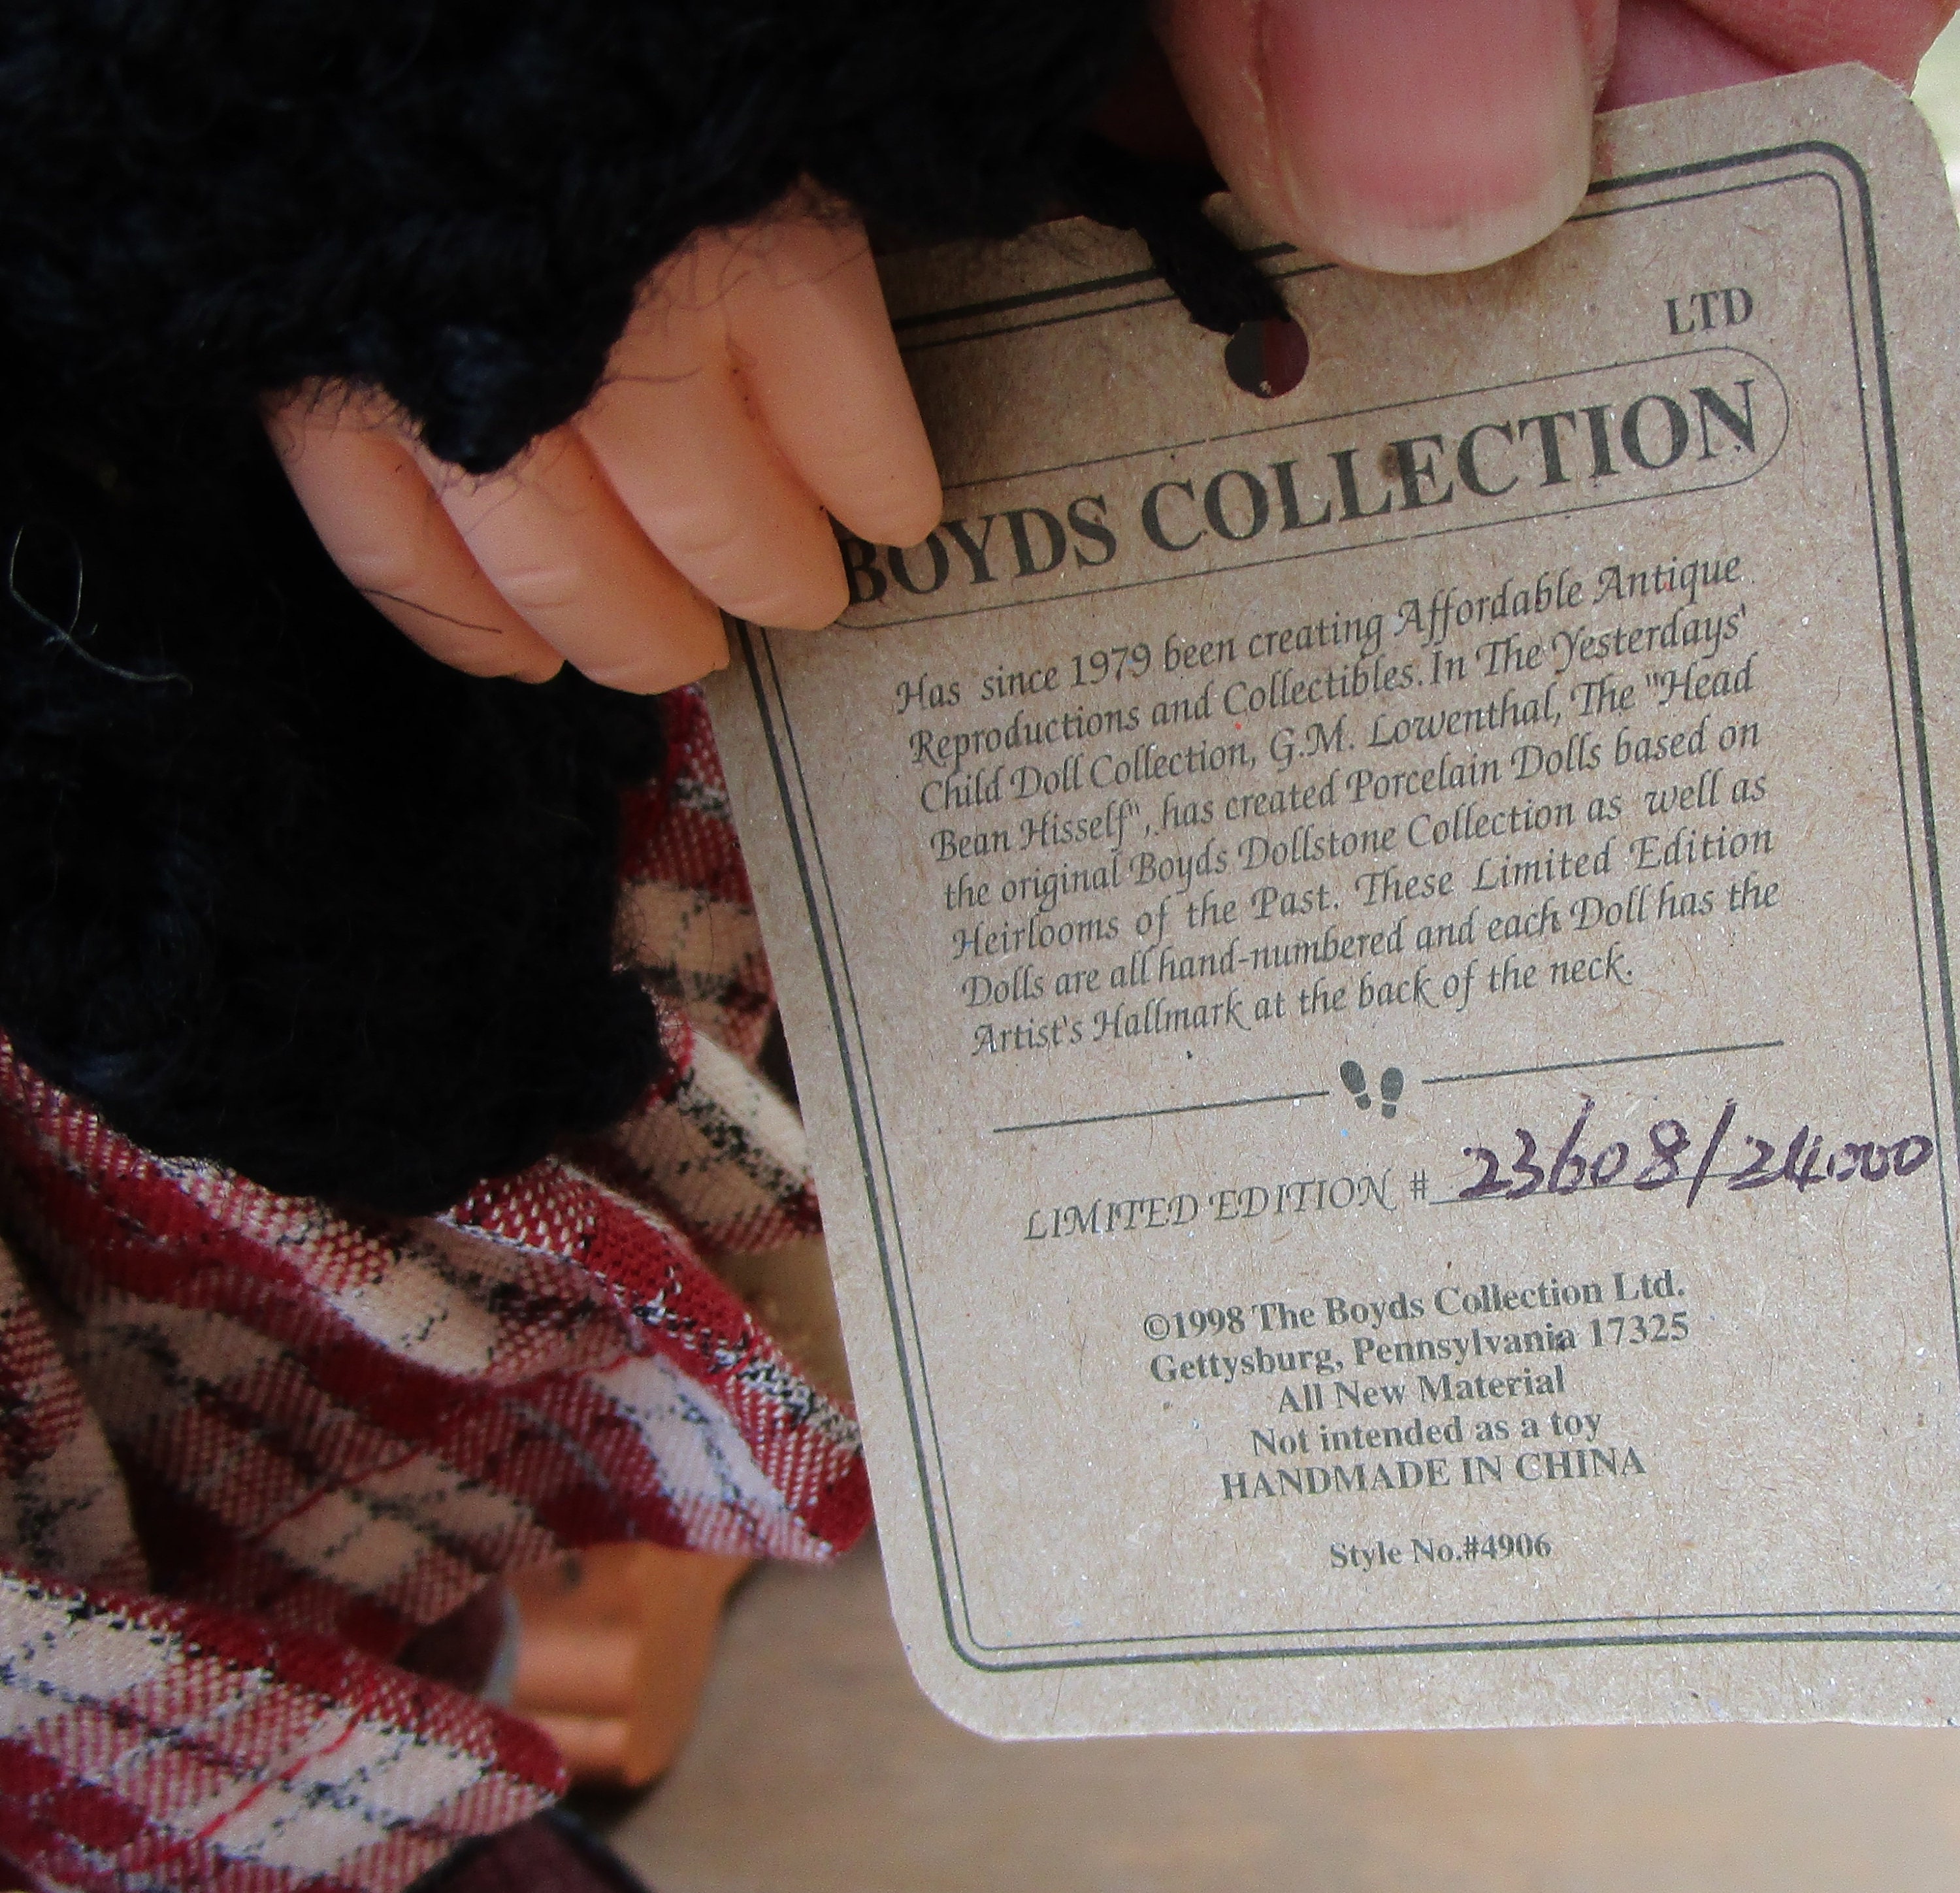 LTD
BOYDS COLLECTION
Has since 1979 been creating Affordable Antique
Reproductions and Collectibles. In The Yesterdays'
Child Doll Collection, G.M. Lowenthal, The "'Head
Bean Hisself", has created Porcelain Dolls based on
the original Boyds Dollstone Collection as well as
Heirlooms of the Past. These Limited Edition
Dolls are all hand-numbered and each Doll has the
Artist's Hallmark at the back of the neck.
LIMITED EDITION # 23608/24.000
©1998 The Boyds Collection Ltd.
Gettysburg, Pennsylvania 17325
All New Material
Not intended as a toy
HANDMADE IN CHINA
Style No.#4906